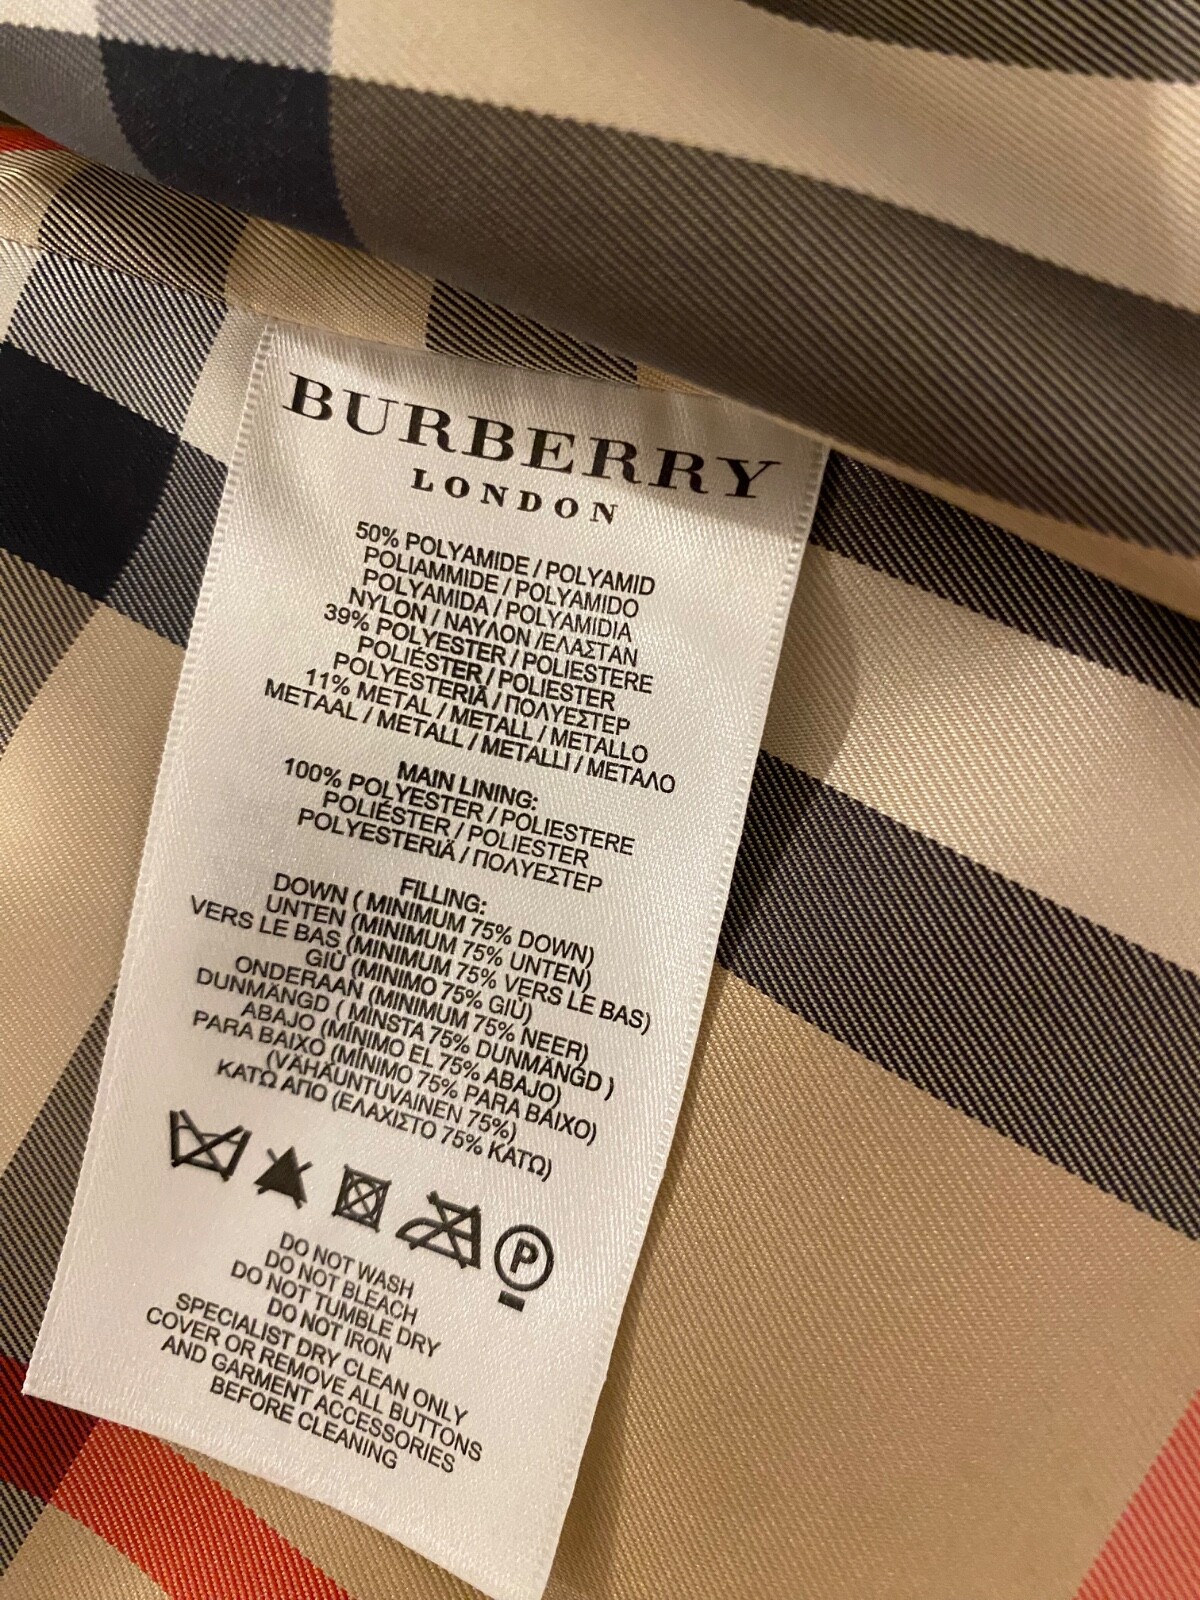 BURBERRY
LONDON
50% POLYAMIDE / POLYAMID
POLIAMMIDE / POLYAMIDO
POLYAMIDA / POLYAMIDIA
NYLON / ΝΑΥΛΟΝ /ΕΛΑΣΤΑΝ
39% POLYESTER / POLIESTERE
POLIÉSTER / POLIESTER
POLYESTERIÄ / ΠΟΛΥΕΣΤΕΡ
11% METAL / METALL / METALLO
METAAL / METALL / METALLI / ΜΕΤΑΛΟ
MAIN LINING:
100% POLYESTER / POLIESTERE
POLIÉSTER / POLIESTER
POLYESTERIÄ / ΠΟΛΥΕΣΤΕΡ
FILLING:
DOWN ( MINIMUM 75% DOWN)
UNTEN (MINIMUM 75% UNTEN)
VERS LE BAS (MINIMUM 75% VERS LE BAS)
GIÙ (MINIMO 75% GIÙ)
ONDERAAN (MINIMUM 75% NEER)
DUNMÄNGD ( MINSTA 75% DUNMÄNGD )
ABAJO (MÍNIMO EL 75% ABAJO)
PARA BAIXO (MÍNIMO 75% PARA BAIXO)
(VÄHÄUNTUVAINEN 75%)
ΚΑΤΩ ΑΠΟ (ΕΛΑΧΙΣΤΟ 75% ΚΑΤΩ)
P
DO NOT WASH
DO NOT BLEACH
DO NOT TUMBLE DRY
DO NOT IRON
SPECIALIST DRY CLEAN ONLY
COVER OR REMOVE ALL BUTTONS
AND GARMENT ACCESSORIES
BEFORE CLEANING